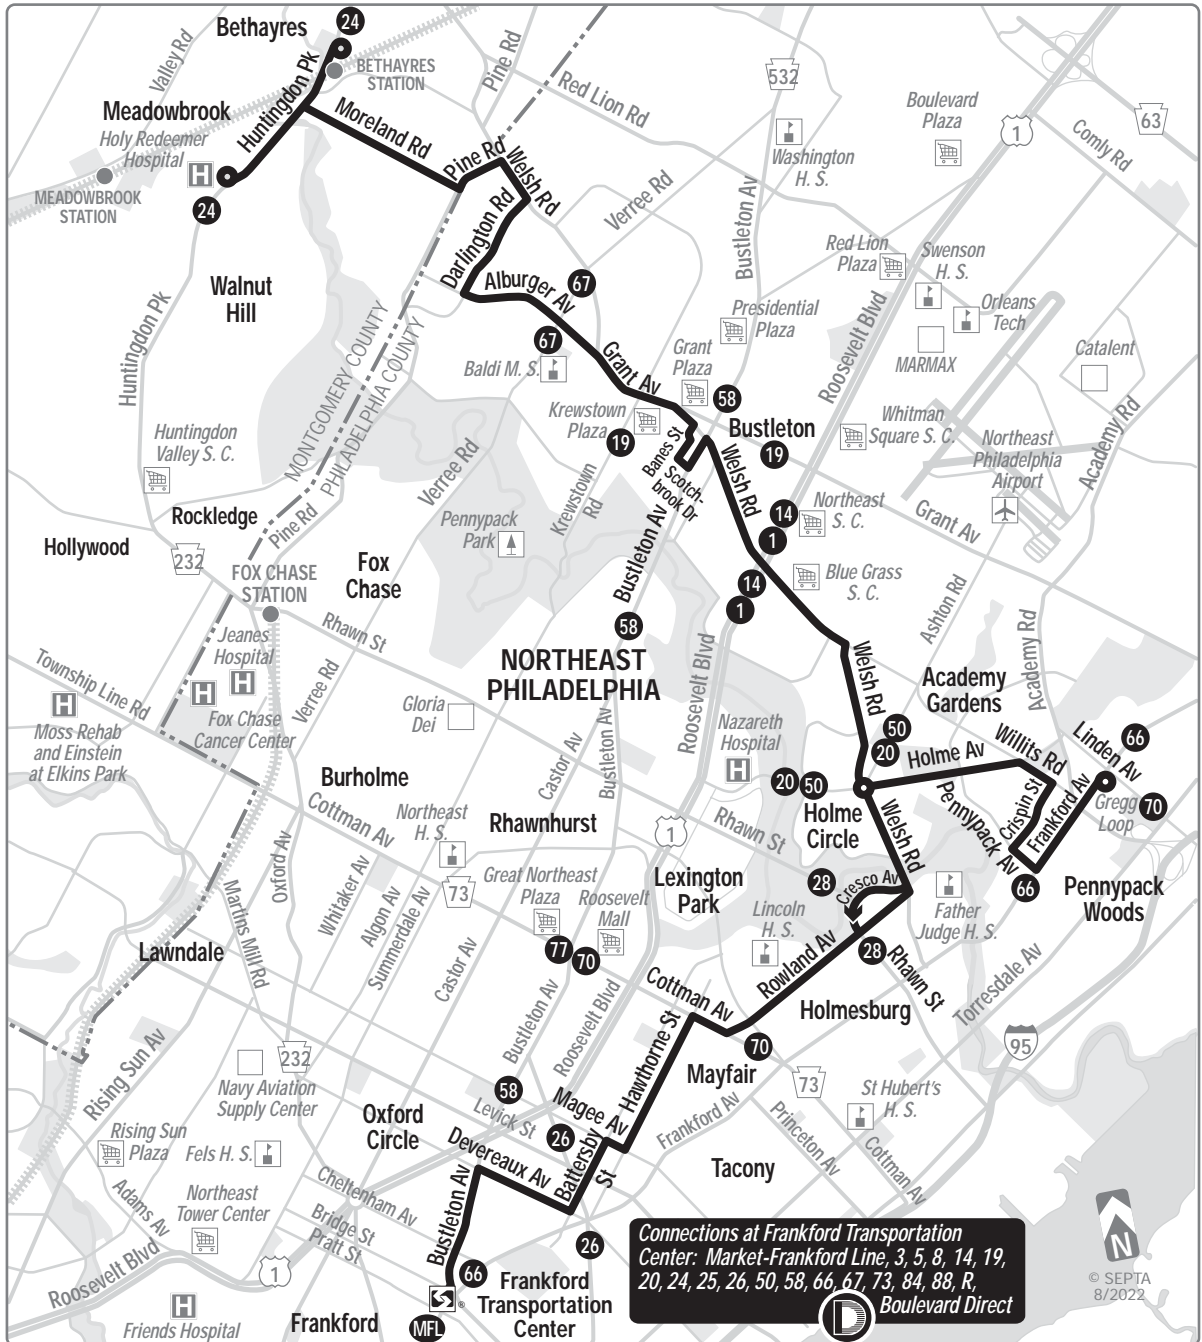 Bethayres
24
Valley Rd
Huntingdon Pk
BETHAYRES
STATION
Pine Rd
Red Lion Rd
532
Boulevard
Plaza
1
63
Comly Rd
Meadowbrook
Holy Redeemer
Hospital
H
MEADOWBROOK
STATION
24
Moreland Rd
Pine Rd
Welsh Rd
Washington
H. S.
Verree Rd
Bustleton Av
Darlington Rd
Red Lion
Plaza
Swenson
H. S.
Orleans
Tech
Walnut
Hill
Alburger Av
67
Presidential
Plaza
Roosevelt Blvd
MARMAX
Catalent
Huntingdon Pk
MONTGOMERY COUNTY
PHILADELPHIA COUNTY
67
Baldi M. S.
Grant Av
Grant
Plaza
58
Academy Rd
Huntingdon
Valley S. C.
Krewstown
Plaza
19
Bustleton
19
Whitman
Square S. C.
Northeast
Philadelphia
Airport
Verree Rd
Banes St
Scotch-
brook Dr
Welsh Rd
Rockledge
Pine Rd
Krewstown
Rd
Pennypack
Park
14
1
Northeast
S. C.
Grant Av
Hollywood
232
FOX CHASE
STATION
Fox
Chase
Bustleton Av
14
1
Blue Grass
S. C.
Ashton Rd
Academy Rd
Jeanes
Hospital
H
H
Rhawn St
58
Roosevelt Blvd
Township Line Rd
H
Moss Rehab
and Einstein
at Elkins Park
Fox Chase
Cancer Center
Verree Rd
NORTHEAST
PHILADELPHIA
Welsh Rd
Academy
Gardens
Gloria
Dei
Nazareth
Hospital
H
50
20
Holme Av
Willits Rd
Linden Av
66
Burholme
Castor Av
Bustleton Av
20
50
Holme
Circle
Pennypack Av
Crispin St
Frankford Av
Gregg
Loop
70
Cottman Av
Northeast
H. S.
Rhawnhurst
1
Rhawn St
Welsh Rd
Oxford Av
Whitaker Av
Algon Av
Summerdale Av
73
Great Northeast
Plaza
Roosevelt
Mall
Lexington
Park
28
Cresco Av
66
Pennypack
Woods
Lincoln
H. S.
Father
Judge H. S.
Lawndale
Martins Mill Rd
Castor Av
77
70
Rowland Av
28
Rhawn St
Cottman Av
Holmesburg
Torresdale Av
Rising Sun Av
232
Navy Aviation
Supply Center
Bustleton Av
Roosevelt Blvd
Hawthorne St
70
Mayfair
95
73
58
Levick St
Magee Av
Frankford Av
St Hubert's
H. S.
Rising Sun
Plaza
Fels H. S.
Oxford
Circle
26
Devereaux Av
Battersby
St
Princeton Av
Cottman Av
Tacony
Adams Av
Northeast
Tower Center
Cheltenham Av
Bridge St
Pratt St
Bustleton Av
26
Roosevelt Blvd
1
66
®
Frankford
Transportation
Center
H
Friends Hospital
Frankford
MFL
Connections at Frankford Transportation
Center: Market-Frankford Line, 3, 5, 8, 14, 19,
20, 24, 25, 26, 50, 58, 66, 67, 73, 84, 88, R,
D Boulevard Direct
N
© SEPTA
8/2022